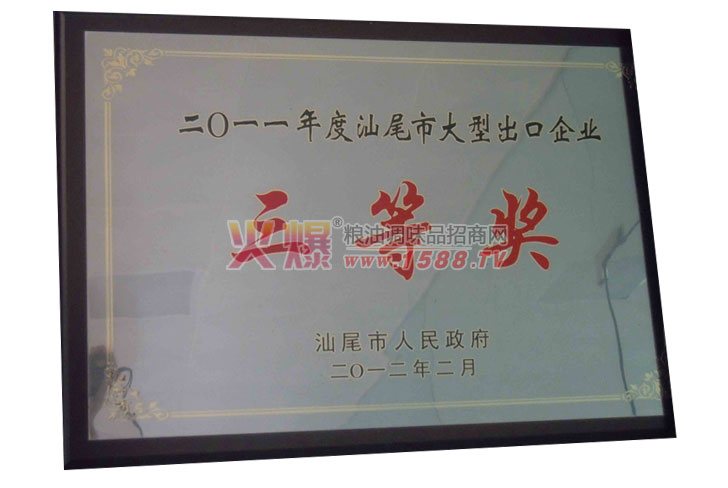 二〇一一年度汕尾市大型出口企业
三等奖
火爆®粮油调味品招商网
www.1588.TV
汕尾市人民政府
二〇一二年二月